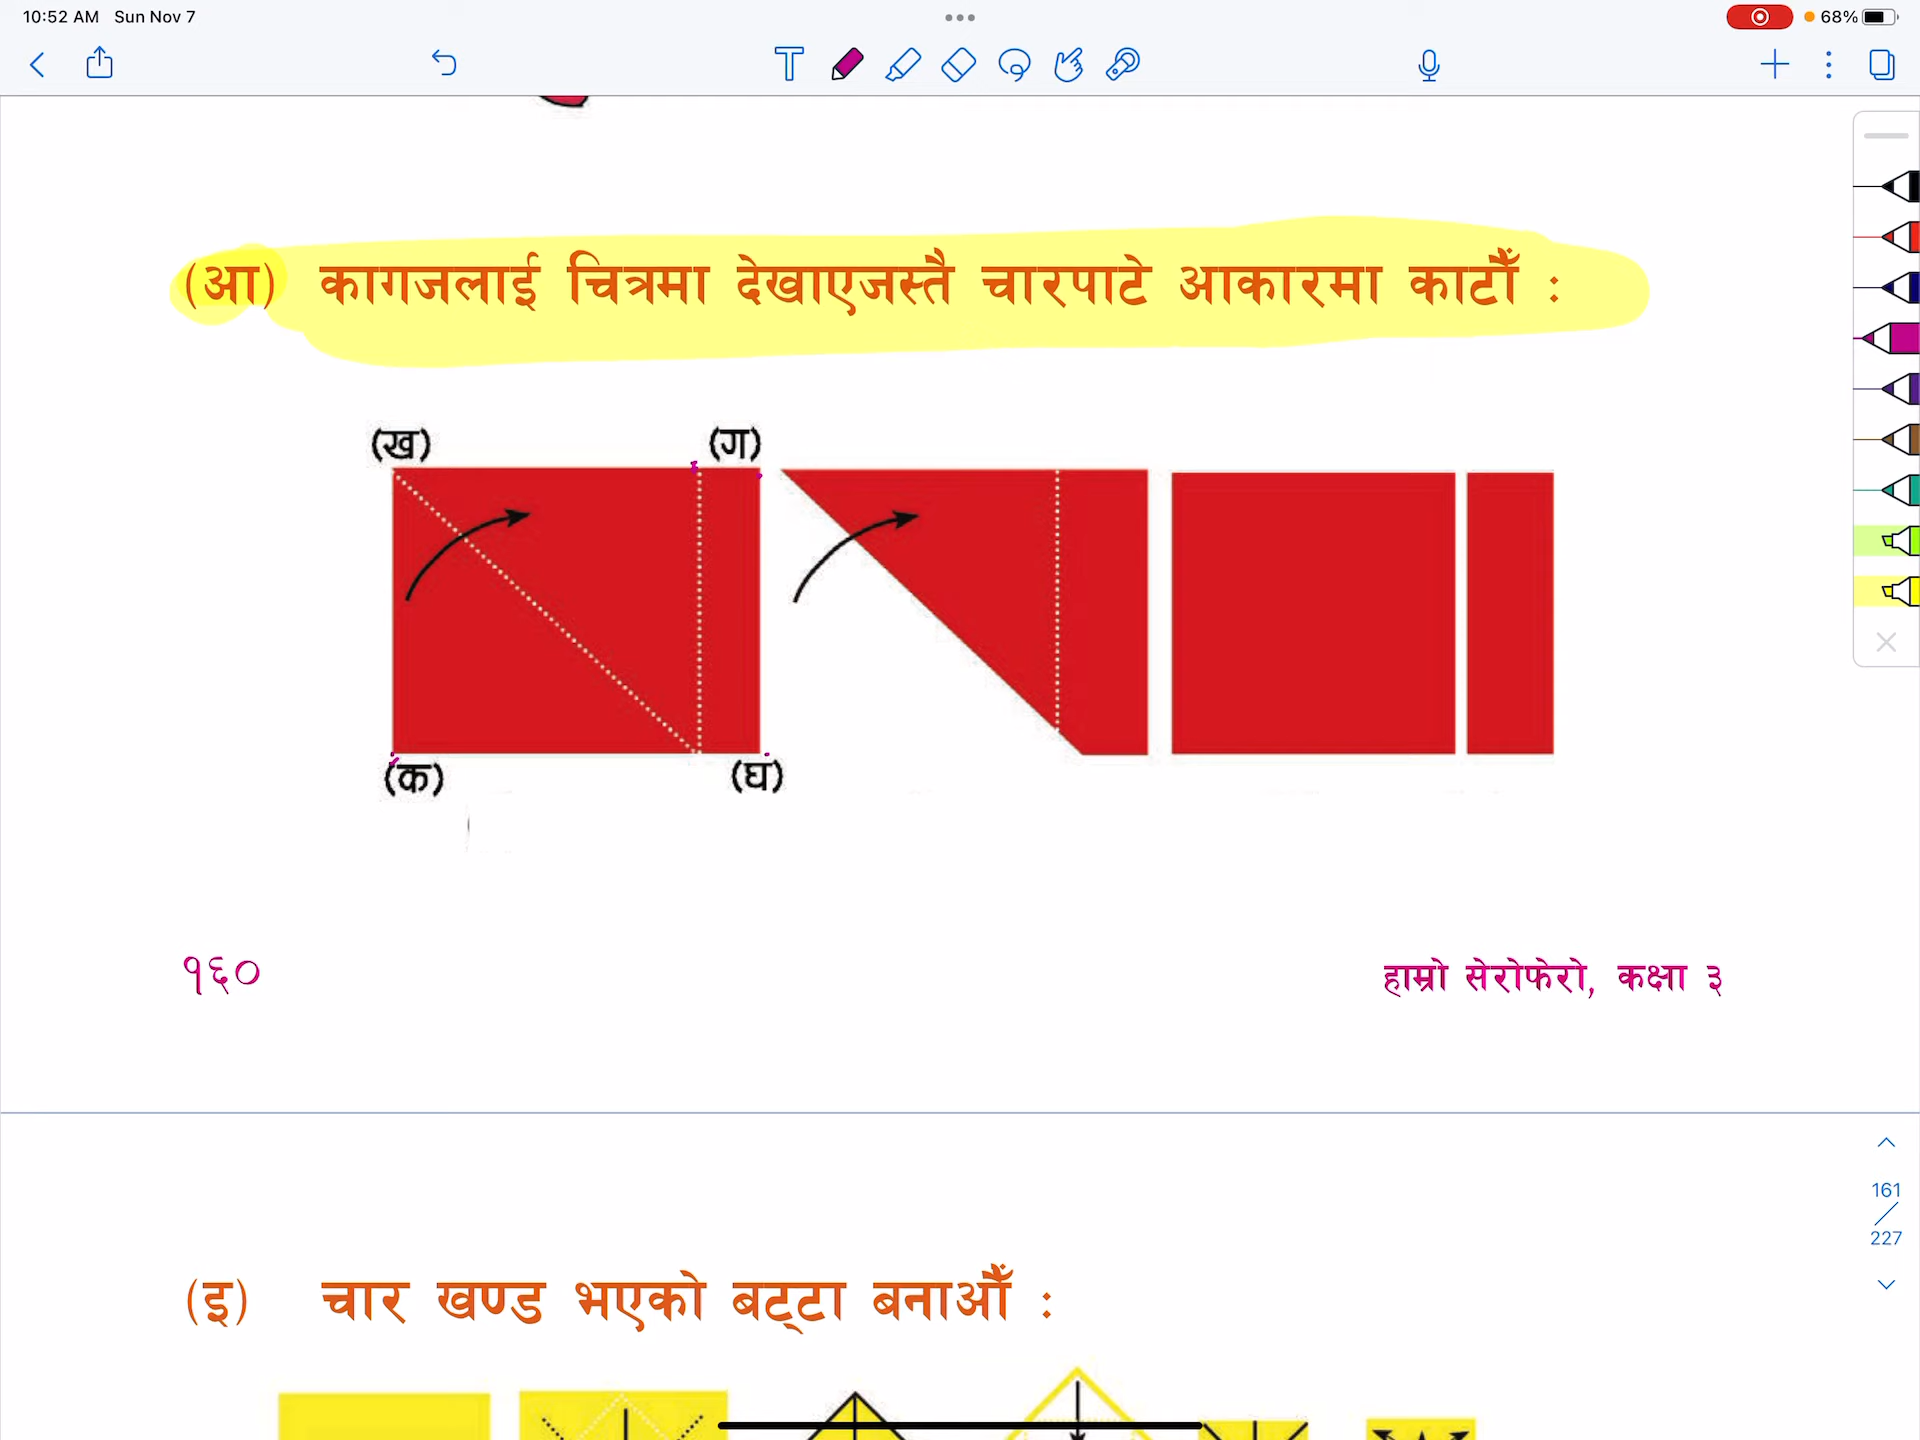 10:52 AM Sun Nov 7
68%
(आ) कागजलाई चित्रमा देखाएजस्तै चारपाटे आकारमा काटौँ :
(ख) (ग)
(क) (घ)
१६० हाम्रो सेरोफेरो, कक्षा ३
161
/
227
(इ) चार खण्ड भएको बट्टा बनाऔँ :